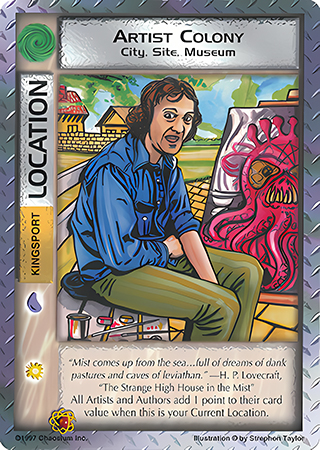 Artist Colony
City, Site, Museum
LOCATION
KINGSPORT
"Mist comes up from the sea...full of dreams of dank
pastures and caves of leviathan." —H. P. Lovecraft,
"The Strange High House in the Mist"
All Artists and Authors add 1 point to their card
value when this is your Current Location.
©1997 Chaosium Inc.
Illustration © by Strephon Taylor